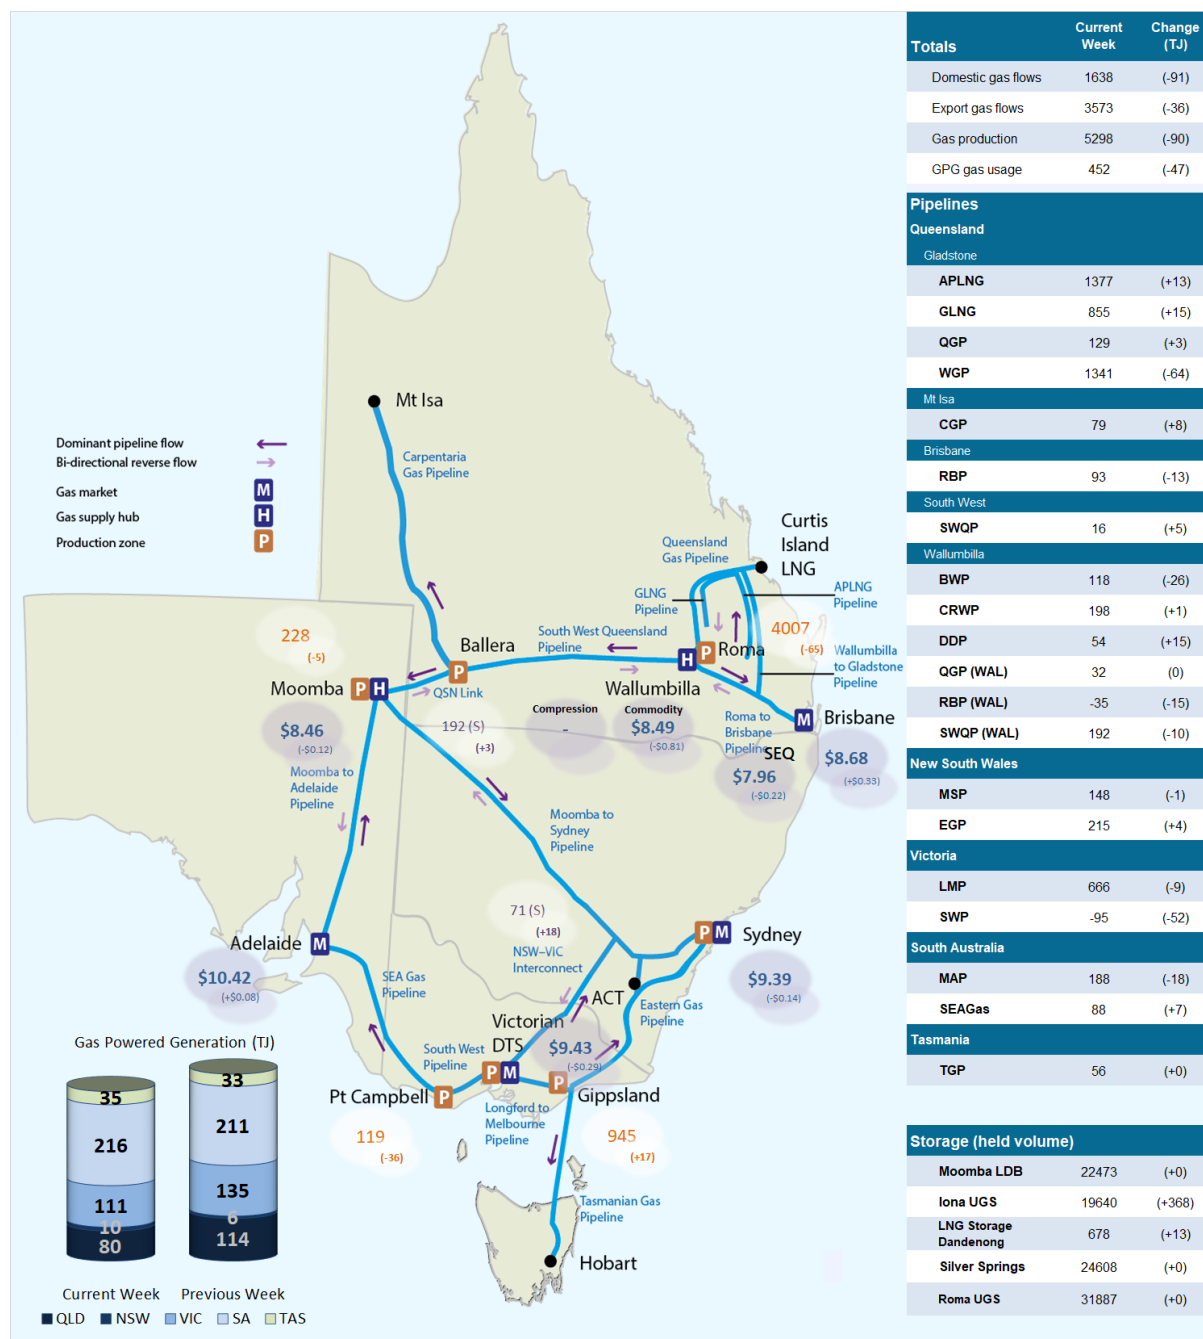 Dominant pipeline flow
Bi-directional reverse flow
Gas market
M
Gas supply hub
H
Production zone
P
Mt Isa
Carpentaria
Gas Pipeline
Curtis
Island
LNG
Queensland
Gas Pipeline
GLNG
Pipeline
APLNG
Pipeline
4007
(-65)
Wallumbilla
to Gladstone
Pipeline
South West Queensland
Pipeline
H
P
Roma
Wallumbilla
Ballera
P
QSN Link
228
(-5)
Moomba
P
H
$8.46
(-$0.12)
192 (S)
(+3)
Compression
-
Commodity
$8.49
(-$0.81)
Roma to
Brisbane
Pipeline
M
Brisbane
SEQ
$7.96
(-$0.22)
$8.68
(+$0.33)
Moomba to
Adelaide
Pipeline
Moomba to
Sydney
Pipeline
71 (S)
(+18)
NSW–VIC
Interconnect
P
M
Sydney
$9.39
(-$0.14)
Adelaide
M
$10.42
(+$0.08)
SEA Gas
Pipeline
ACT
Eastern Gas
Pipeline
Victorian
DTS
$9.43
(-$0.29)
South West
Pipeline
P
M
P
Gippsland
Pt Campbell
P
Longford to
Melbourne
Pipeline
119
(-36)
945
(+17)
Tasmanian Gas
Pipeline
Hobart
Gas Powered Generation (TJ)
35
216
111
10
80
33
211
135
6
114
Current Week
Previous Week
QLD
NSW
VIC
SA
TAS
Totals Current Week Change (TJ)
Domestic gas flows 1638 (-91)
Export gas flows 3573 (-36)
Gas production 5298 (-90)
GPG gas usage 452 (-47)
Pipelines
Queensland
Gladstone
APLNG 1377 (+13)
GLNG 855 (+15)
QGP 129 (+3)
WGP 1341 (-64)
Mt Isa
CGP 79 (+8)
Brisbane
RBP 93 (-13)
South West
SWQP 16 (+5)
Wallumbilla
BWP 118 (-26)
CRWP 198 (+1)
DDP 54 (+15)
QGP (WAL) 32 (0)
RBP (WAL) -35 (-15)
SWQP (WAL) 192 (-10)
New South Wales
MSP 148 (-1)
EGP 215 (+4)
Victoria
LMP 666 (-9)
SWP -95 (-52)
South Australia
MAP 188 (-18)
SEAGas 88 (+7)
Tasmania
TGP 56 (+0)
Storage (held volume)
Moomba LDB 22473 (+0)
Iona UGS 19640 (+368)
LNG Storage
Dandenong 678 (+13)
Silver Springs 24608 (+0)
Roma UGS 31887 (+0)